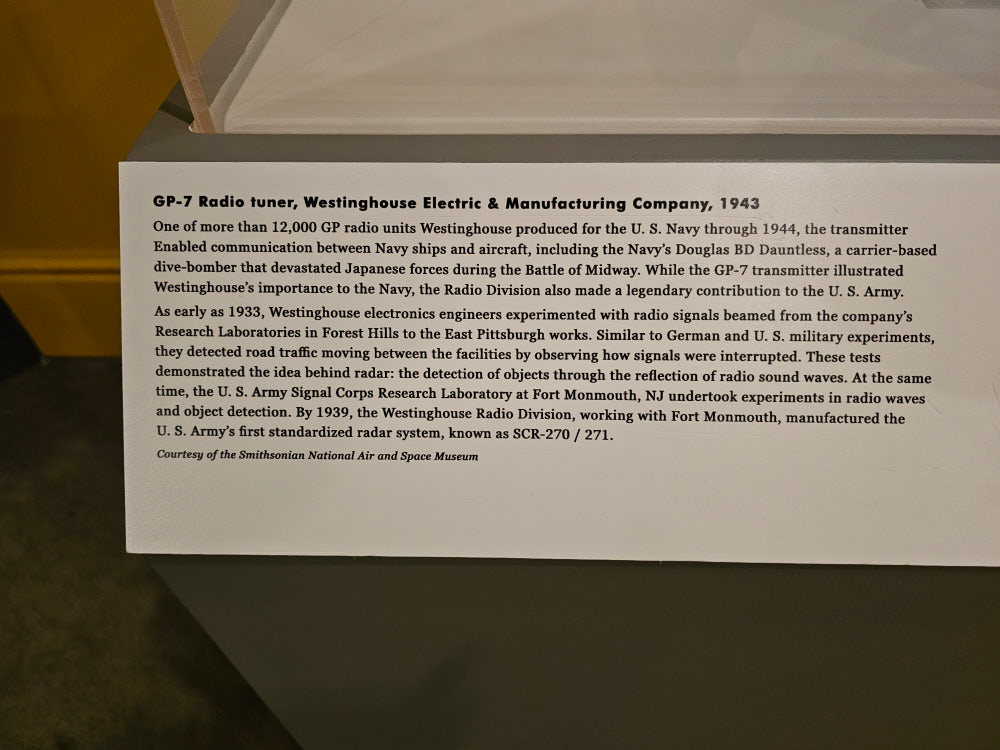 GP-7 Radio tuner, Westinghouse Electric & Manufacturing Company, 1943
One of more than 12,000 GP radio units Westinghouse produced for the U. S. Navy through 1944, the transmitter
Enabled communication between Navy ships and aircraft, including the Navy's Douglas BD Dauntless, a carrier-based
dive-bomber that devastated Japanese forces during the Battle of Midway. While the GP-7 transmitter illustrated
Westinghouse's importance to the Navy, the Radio Division also made a legendary contribution to the U. S. Army.
As early as 1933, Westinghouse electronics engineers experimented with radio signals beamed from the company's
Research Laboratories in Forest Hills to the East Pittsburgh works. Similar to German and U. S. military experiments,
they detected road traffic moving between the facilities by observing how signals were interrupted. These tests
demonstrated the idea behind radar: the detection of objects through the reflection of radio sound waves. At the same
time, the U. S. Army Signal Corps Research Laboratory at Fort Monmouth, NJ undertook experiments in radio waves
and object detection. By 1939, the Westinghouse Radio Division, working with Fort Monmouth, manufactured the
U. S. Army's first standardized radar system, known as SCR-270 / 271.
Courtesy of the Smithsonian National Air and Space Museum